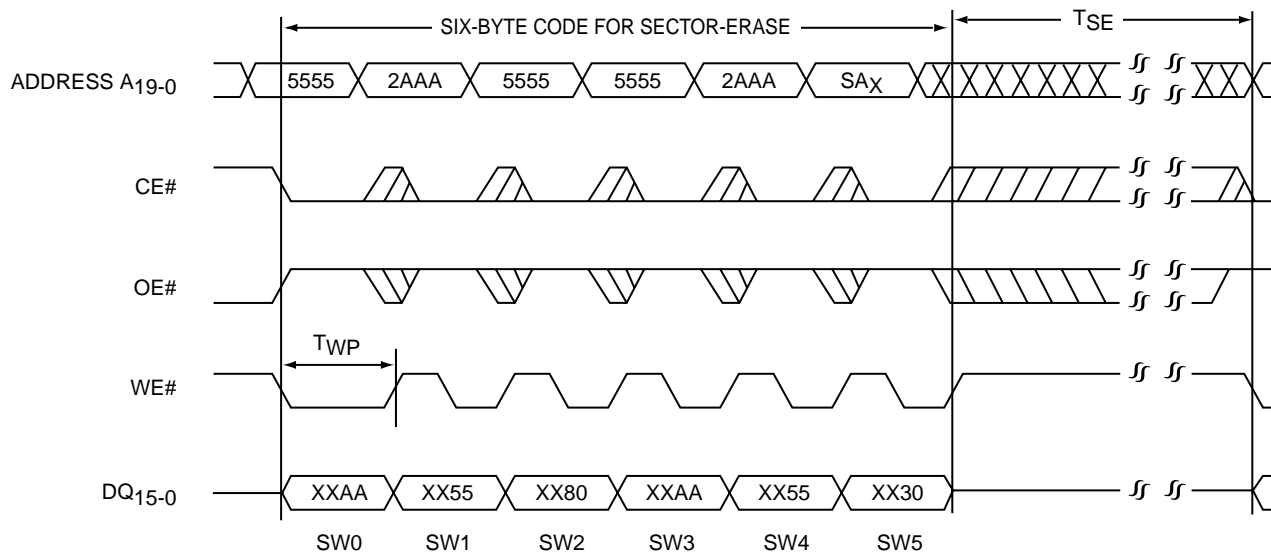 SIX-BYTE CODE FOR SECTOR-ERASE TSE
ADDRESS A19-0 5555 2AAA 5555 5555 2AAA SAX
CE#
OE#
TWP
WE#
DQ15-0 XXAA XX55 XX80 XXAA XX55 XX30
SW0 SW1 SW2 SW3 SW4 SW5